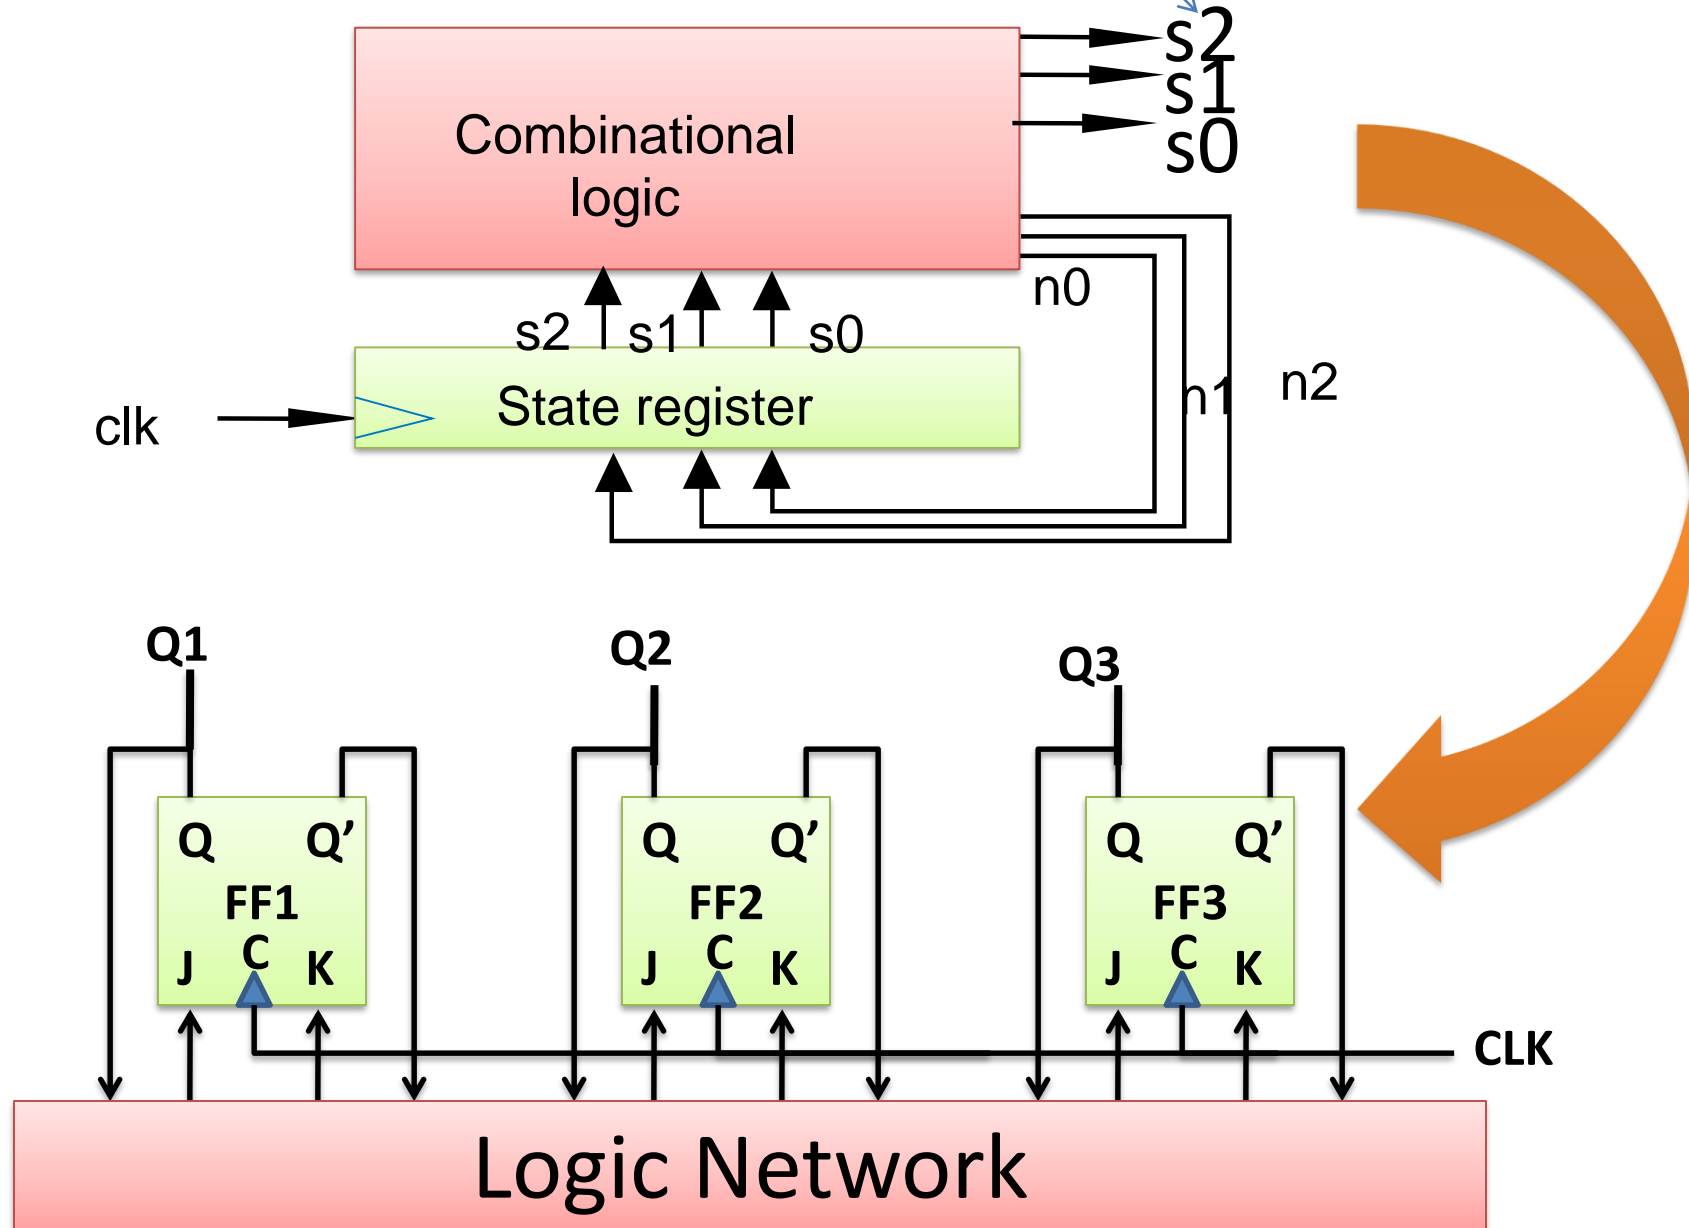 s2
s1
s0
Combinational
logic
n0
s2 s1 s0
n1 n2
State register
clk
Q1 Q2 Q3
Q Q’ Q Q’ Q Q’
FF1 FF2 FF3
J C K J C K J C K
CLK
Logic Network